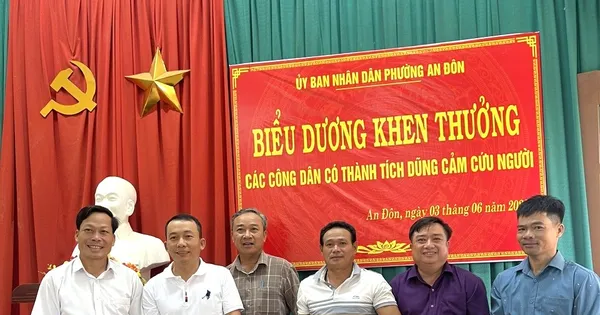 ỦY BAN NHÂN DÂN PHƯỜNG AN ĐÔN
BIỂU DƯƠNG KHEN THƯỞNG
CÁC CÔNG DÂN CÓ THÀNH TÍCH DŨNG CẢM CỨU NGƯỜI
An Đôn, ngày 03 tháng 06 năm